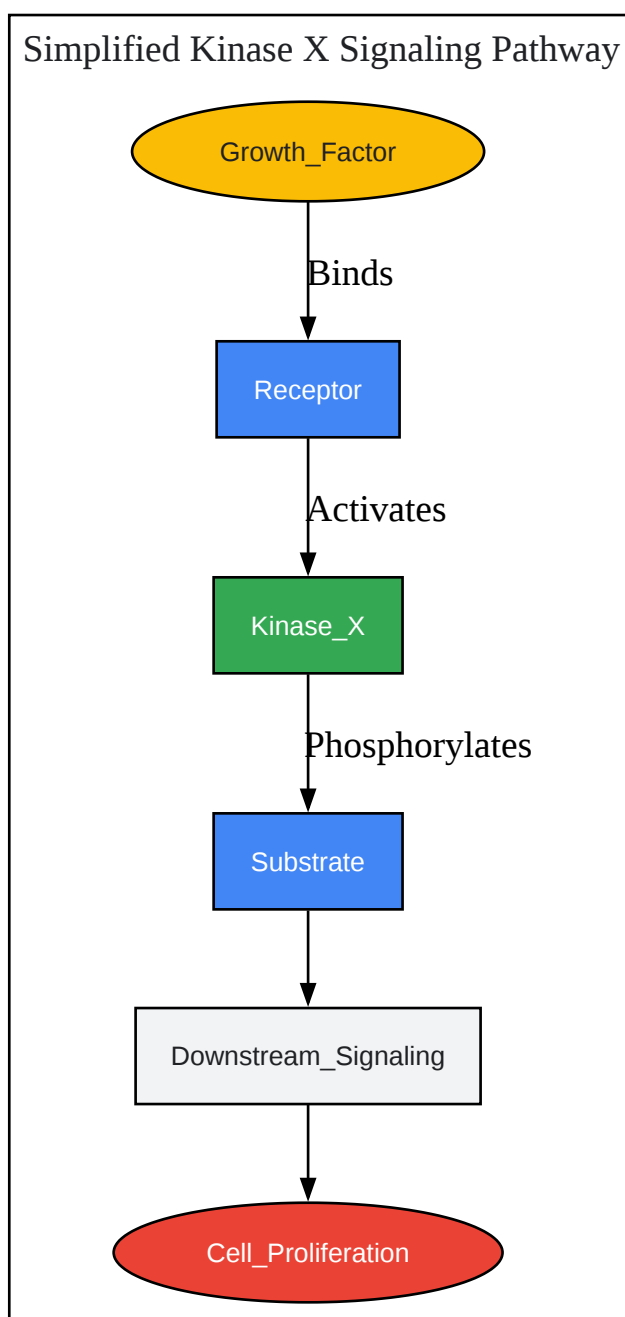 Simplified Kinase X Signaling Pathway
Growth_Factor
Binds
Receptor
Activates
Kinase_X
Phosphorylates
Substrate
Downstream_Signaling
Cell_Proliferation